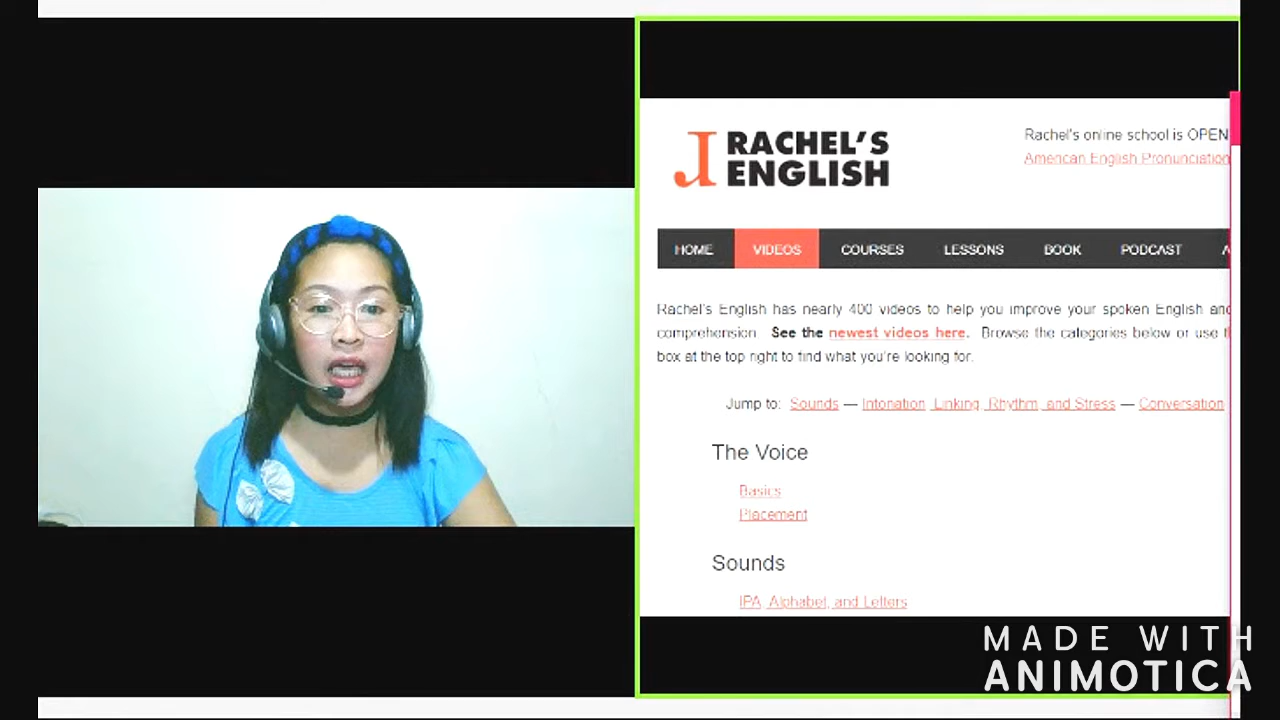 RACHEL'S
ENGLISH
Rachel's online school is OPEN
American English Pronunciation
HOME VIDEOS COURSES LESSONS BOOK PODCAST
Rachel's English has nearly 400 videos to help you improve your spoken English and
comprehension. See the newest videos here. Browse the categories below or use
box at the top right to find what you're looking for.
Jump to: Sounds — Intonation, Linking, Rhythm, and Stress — Conversation
The Voice
Basics
Placement
Sounds
IPA, Alphabet, and Letters
MADE WITH
ANIMOTICA